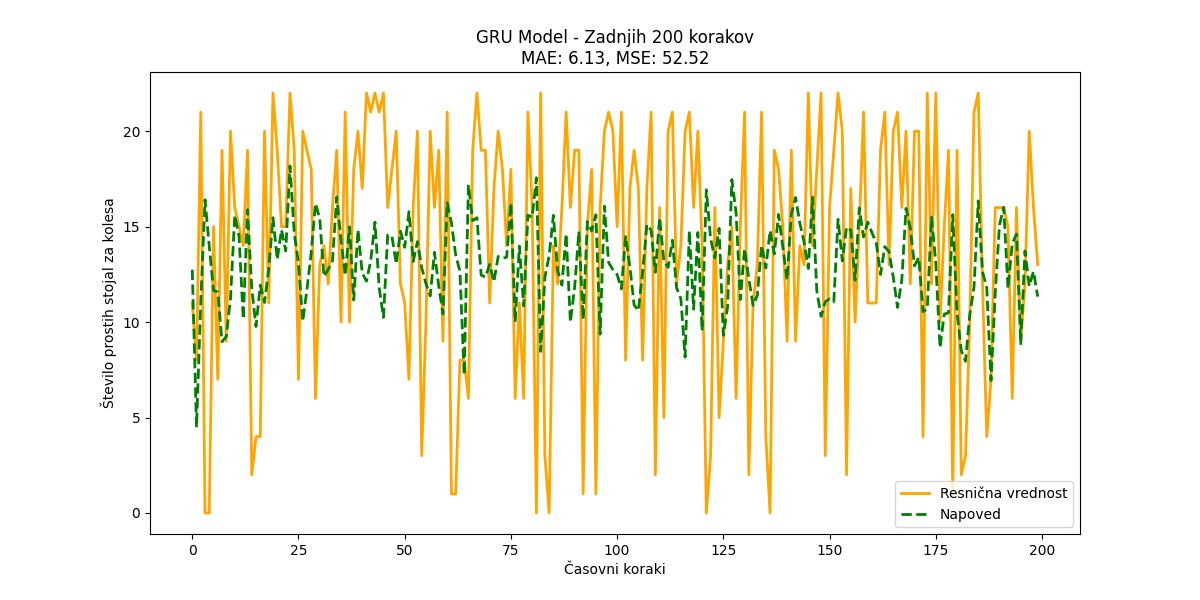 GRU Model - Zadnjih 200 korakov
MAE: 6.13, MSE: 52.52
Število prostih stojal za kolesa
20
15
10
5
0
Resnična vrednost
Napoved
0 25 50 75 100 125 150 175 200
Časovni koraki